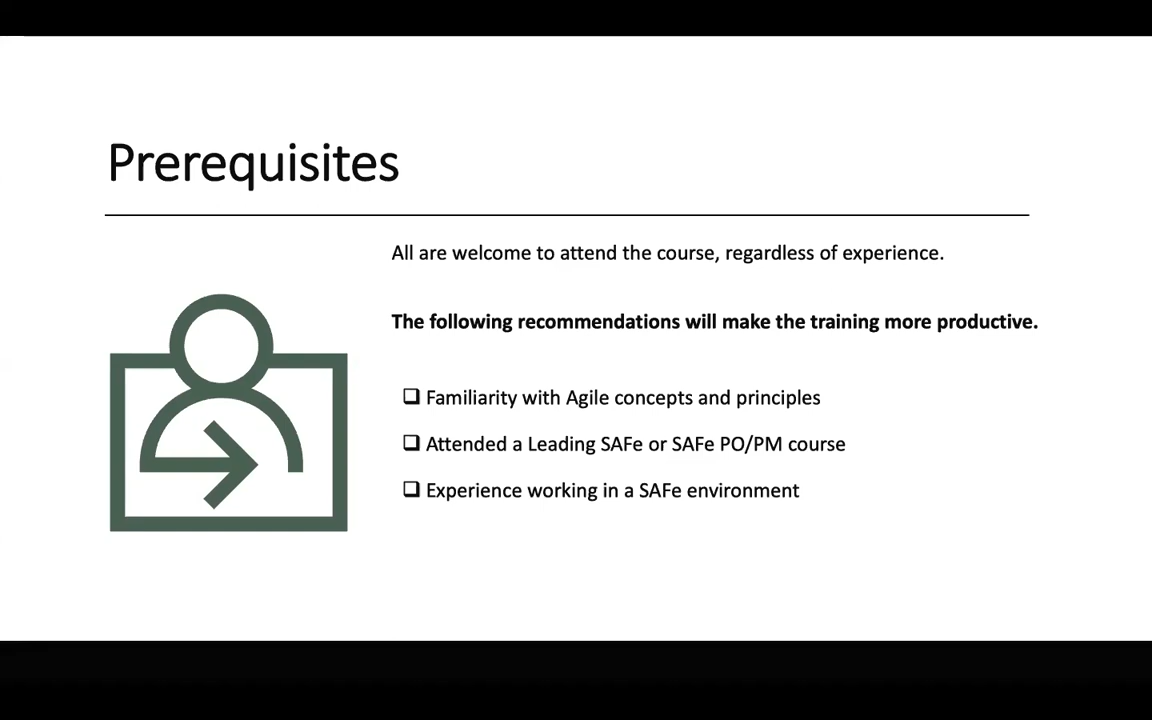 Prerequisites
All are welcome to attend the course, regardless of experience.
The following recommendations will make the training more productive.
❑ Familiarity with Agile concepts and principles
❑ Attended a Leading SAFe or SAFe PO/PM course
❑ Experience working in a SAFe environment